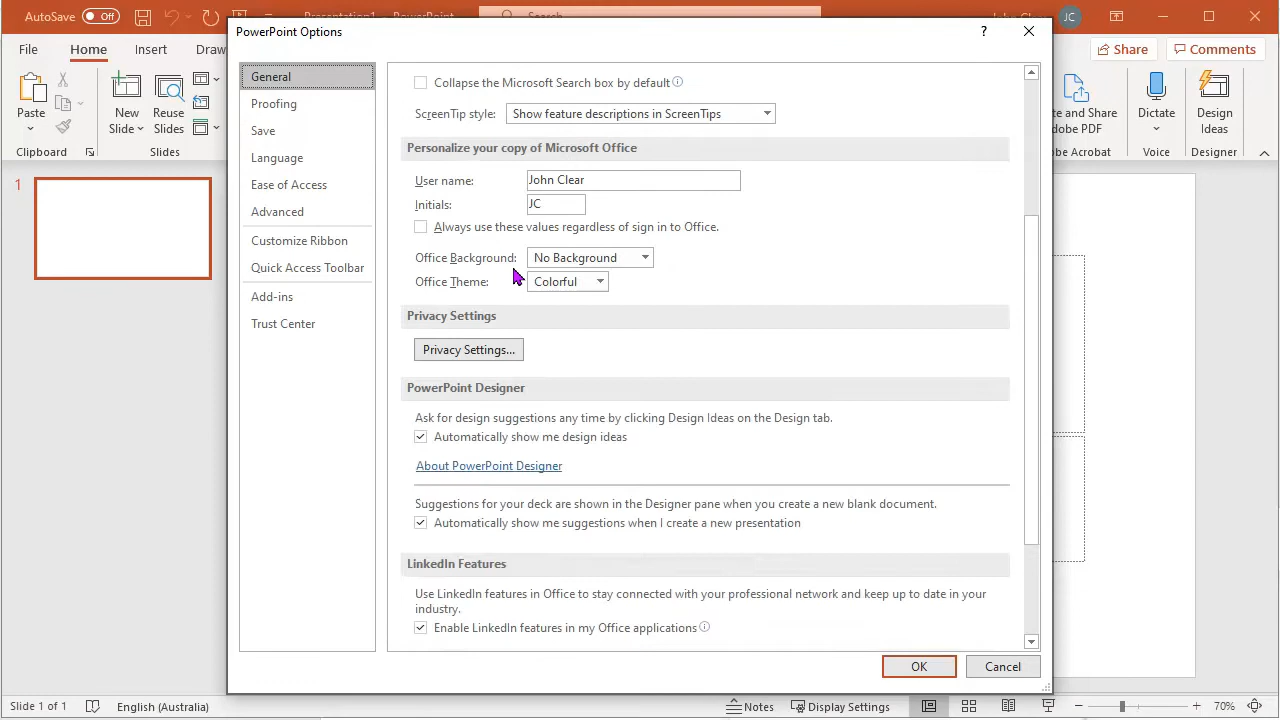 AutoSave Off
Presentation1 - PowerPoint
Search
JC
PowerPoint Options
?
File Home Insert Draw
Share Comments
Paste
New Slide
Reuse Slides
Clipboard
Slides
Dictate
Design Ideas
Adobe Acrobat
Voice
Designer
1
General
Proofing
Save
Language
Ease of Access
Advanced
Customize Ribbon
Quick Access Toolbar
Add-ins
Trust Center
Collapse the Microsoft Search box by default
ScreenTip style: Show feature descriptions in ScreenTips
Personalize your copy of Microsoft Office
User name: John Clear
Initials: JC
Always use these values regardless of sign in to Office.
Office Background: No Background
Office Theme: Colorful
Privacy Settings
Privacy Settings...
PowerPoint Designer
Ask for design suggestions any time by clicking Design Ideas on the Design tab.
Automatically show me design ideas
About PowerPoint Designer
Suggestions for your deck are shown in the Designer pane when you create a new blank document.
Automatically show me suggestions when I create a new presentation
LinkedIn Features
Use LinkedIn features in Office to stay connected with your professional network and keep up to date in your
industry.
Enable LinkedIn features in my Office applications
OK Cancel
Slide 1 of 1 English (Australia) Notes Display Settings 70%